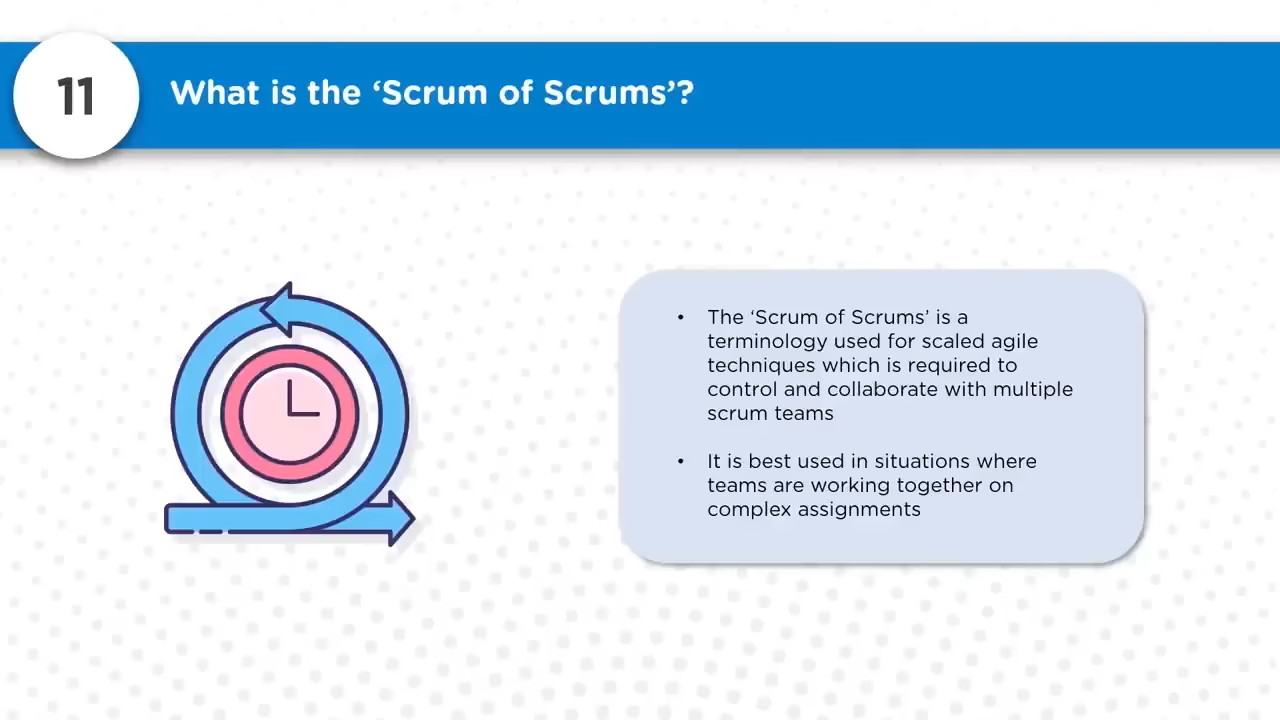 11
What is the ‘Scrum of Scrums’?
• The ‘Scrum of Scrums’ is a
terminology used for scaled agile
techniques which is required to
control and collaborate with multiple
scrum teams
• It is best used in situations where
teams are working together on
complex assignments